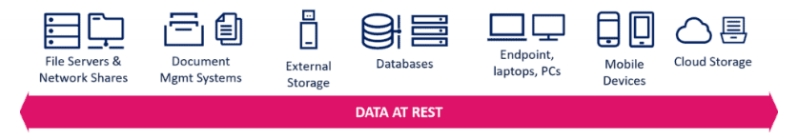 File Servers &
Network Shares
Document
Mgmt Systems
External
Storage
Databases
Endpoint,
laptops, PCs
Mobile
Devices
Cloud Storage
DATA AT REST